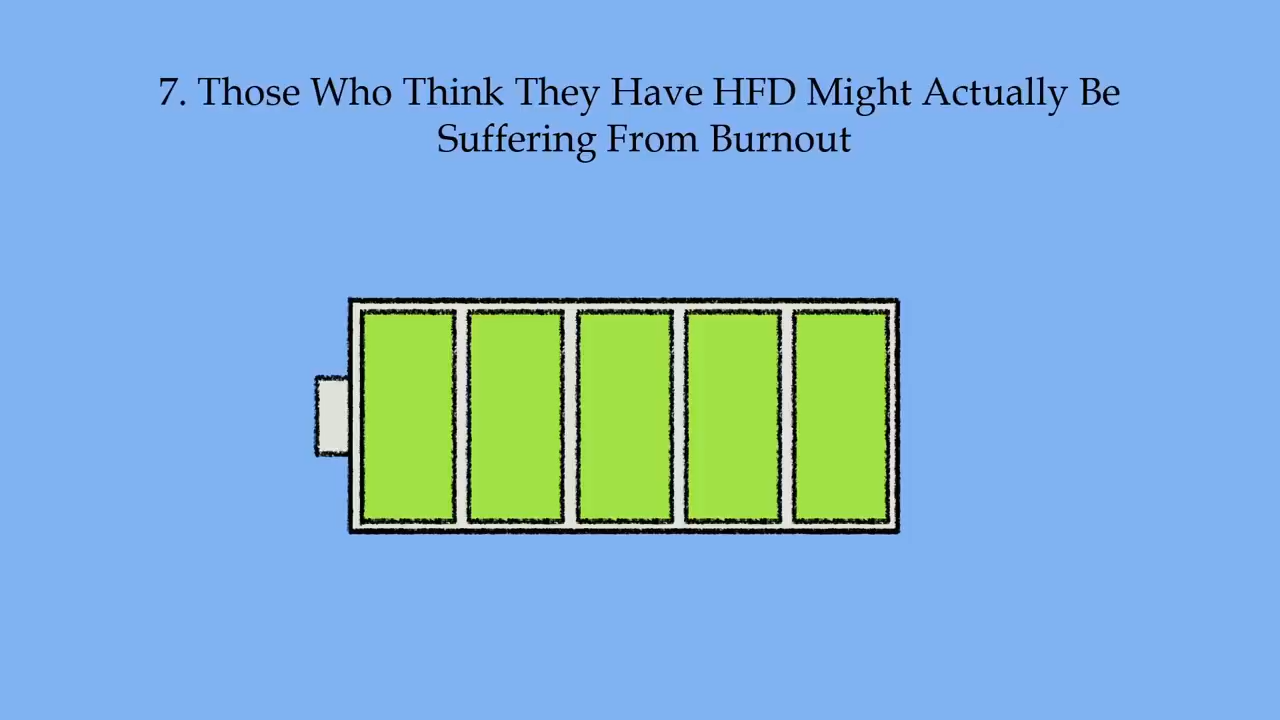 7. Those Who Think They Have HFD Might Actually Be
Suffering From Burnout